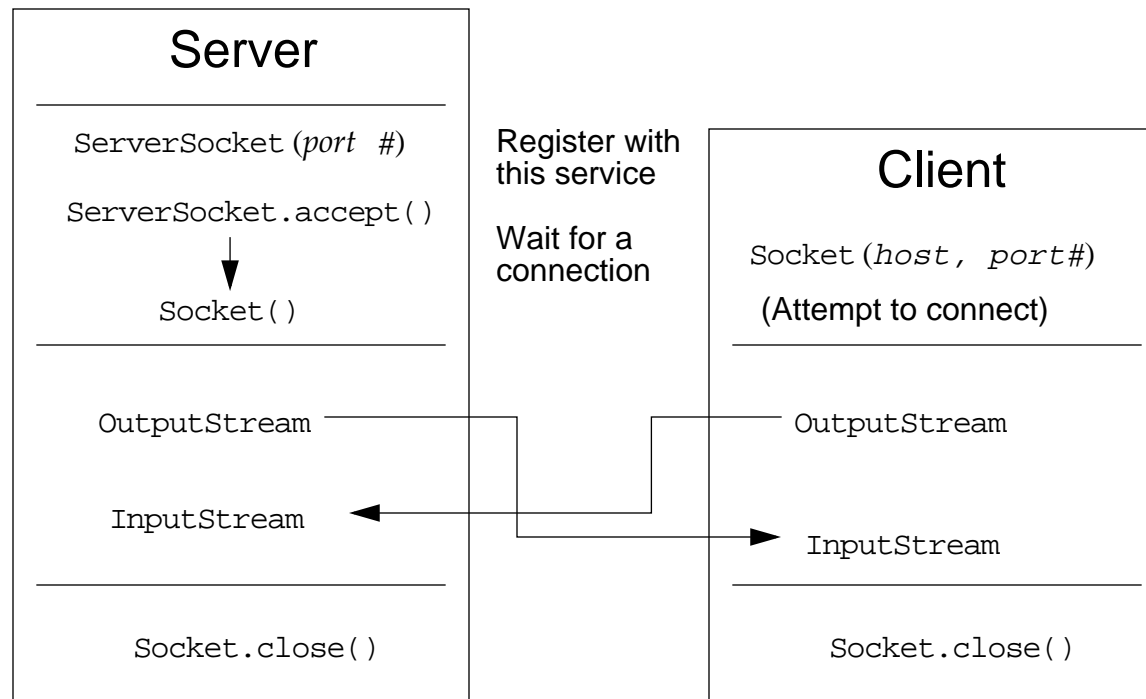 Server
ServerSocket (port #)
ServerSocket.accept()
Socket()
OutputStream
InputStream
Socket.close()
Register with
this service
Wait for a
connection
Client
Socket (host, port#)
(Attempt to connect)
OutputStream
InputStream
Socket.close()